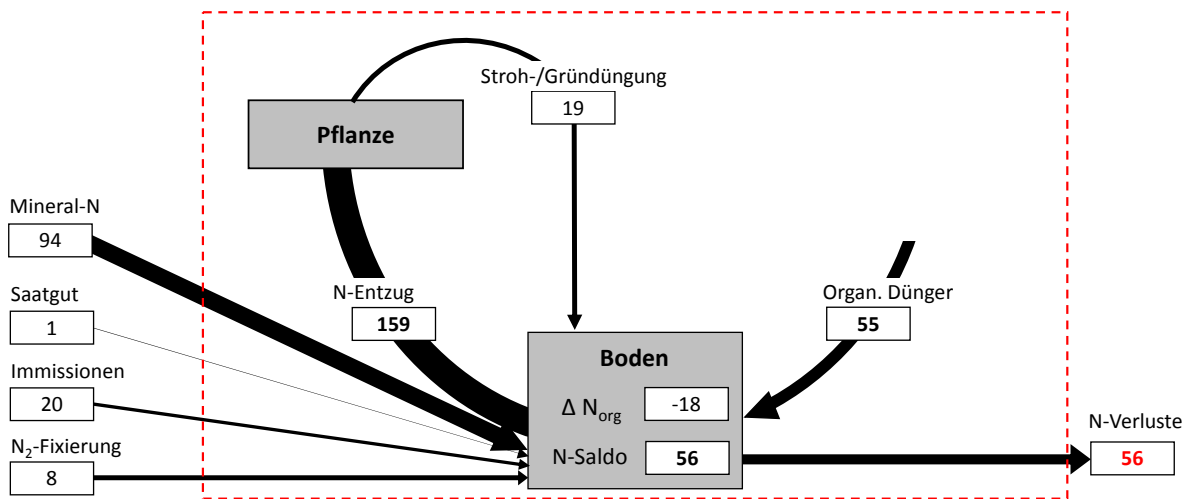 Stroh-/Gründüngung
19
Pflanze
Mineral-N
94
Saatgut
1
Immissionen
20
N₂-Fixierung
8
N-Entzug
159
Organ. Dünger
55
Boden
Δ Norg -18
N-Saldo 56
N-Verluste
56